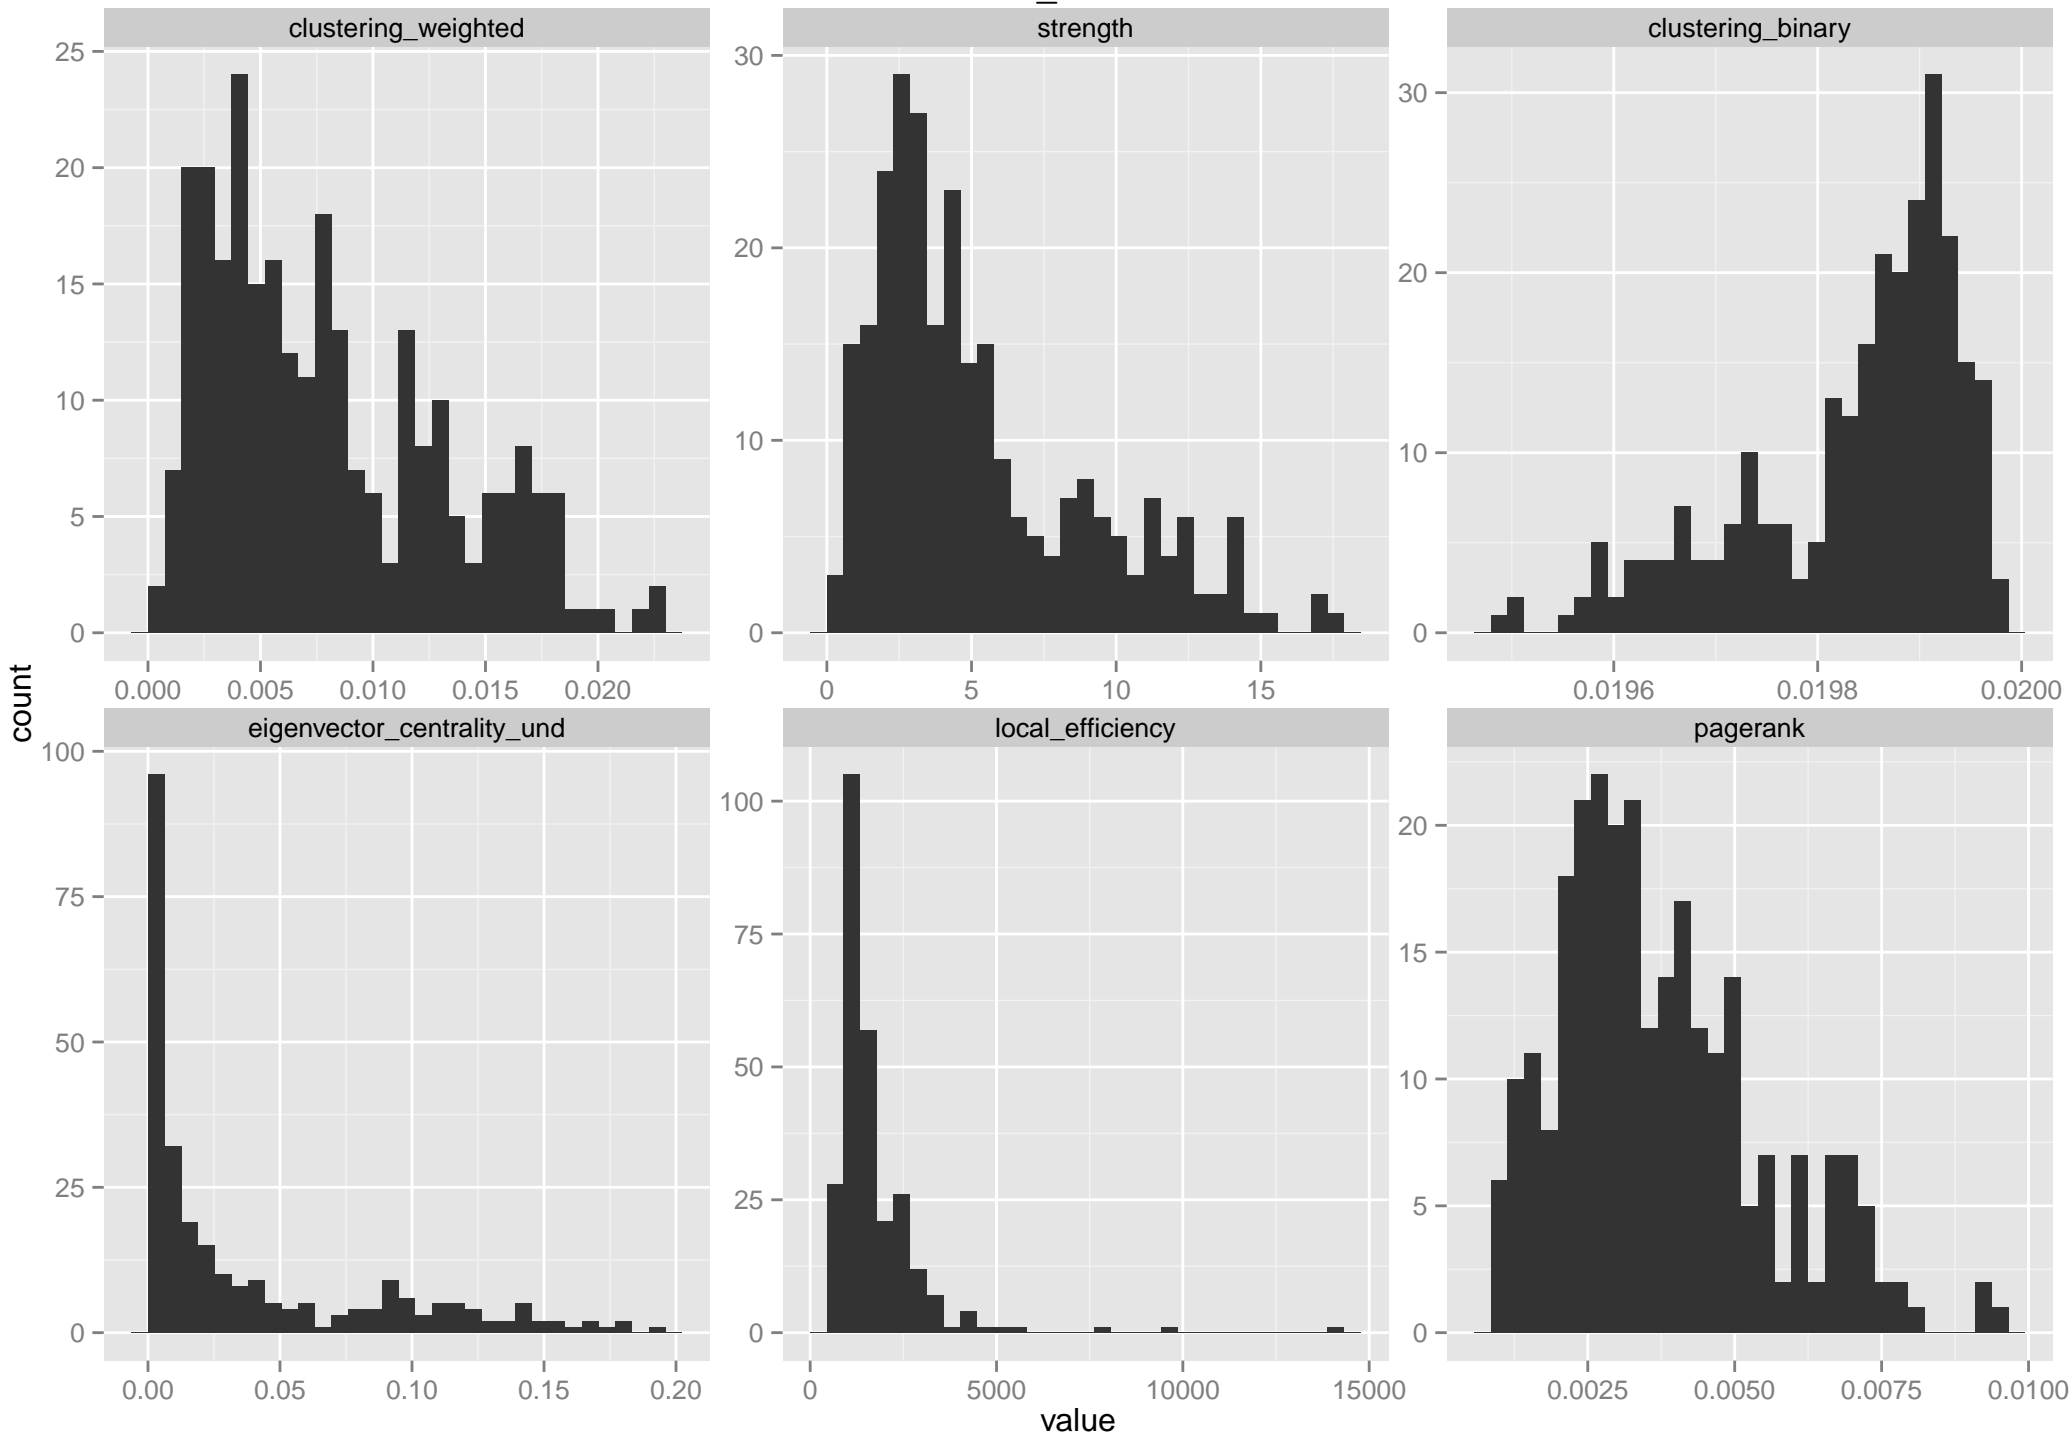 _
clustering_weighted
strength
clustering_binary
25
20
15
10
5
0
0.000 0.005 0.010 0.015 0.020
30
20
10
0
0 5 10 15
30
20
10
0
0.0196 0.0198 0.0200
count
eigenvector_centrality_und
local_efficiency
pagerank
100
75
50
25
0
0.00 0.05 0.10 0.15 0.20
100
75
50
25
0
0 5000 10000 15000
20
15
10
5
0
0.0025 0.0050 0.0075 0.0100
value